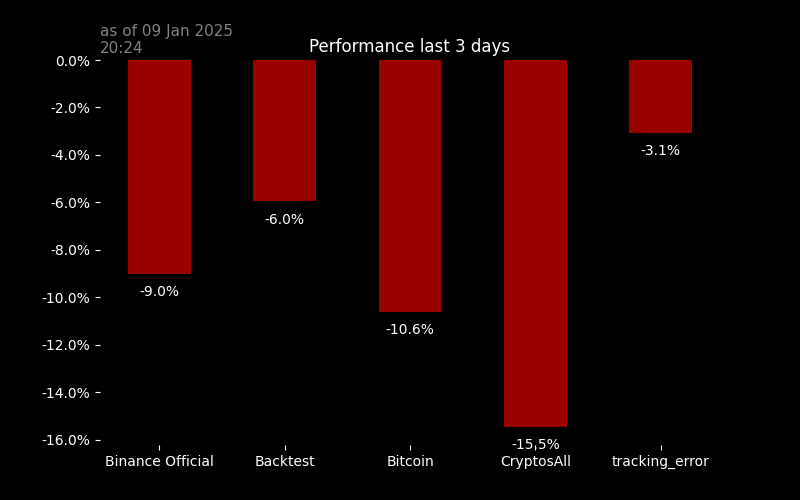 as of 09 Jan 2025
20:24
Performance last 3 days
0.0%
-2.0%
-4.0%
-6.0%
-8.0%
-10.0%
-12.0%
-14.0%
-16.0%
-9.0%
-6.0%
-10.6%
-15.5%
-3.1%
Binance Official
Backtest
Bitcoin
CryptosAll
tracking_error